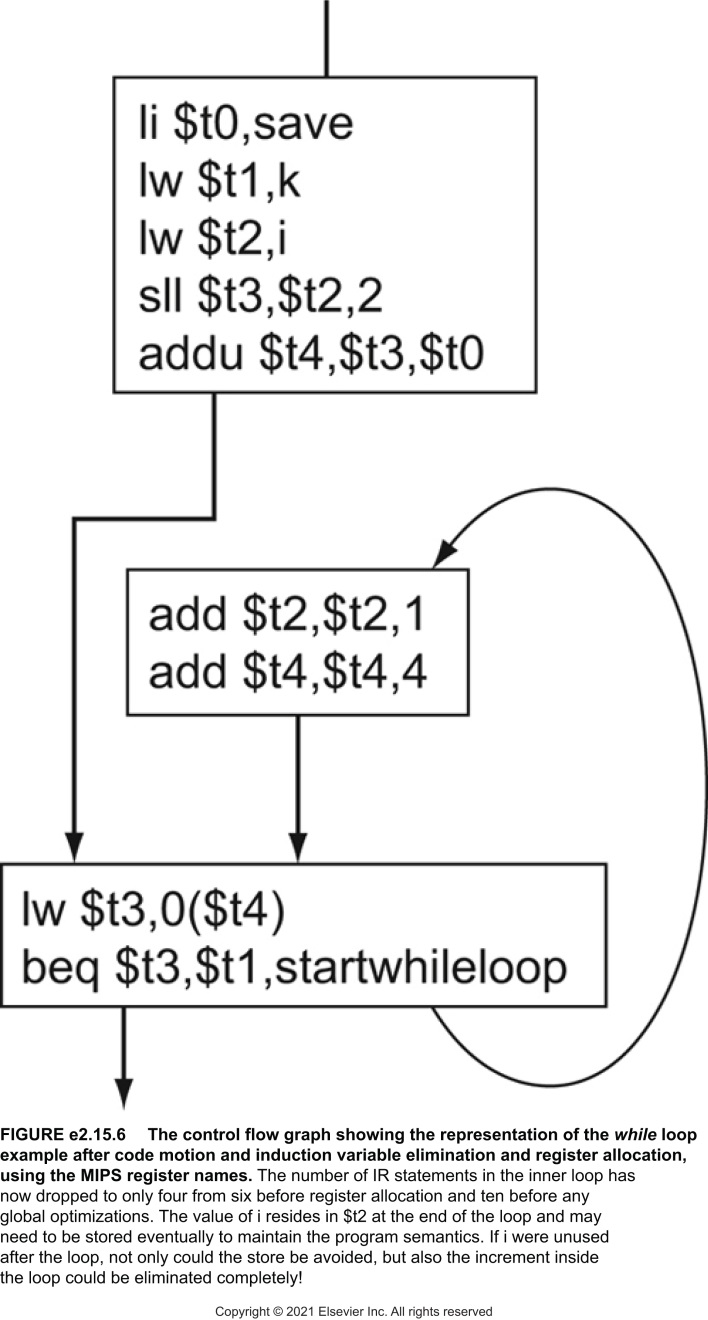 li $t0,save
lw $t1,k
lw $t2,i
sll $t3,$t2,2
addu $t4,$t3,$t0
add $t2,$t2,1
add $t4,$t4,4
lw $t3,0($t4)
beq $t3,$t1,startwhileloop
FIGURE e2.15.6 The control flow graph showing the representation of the while loop
example after code motion and induction variable elimination and register allocation,
using the MIPS register names. The number of IR statements in the inner loop has
now dropped to only four from six before register allocation and ten before any
global optimizations. The value of i resides in $t2 at the end of the loop and may
need to be stored eventually to maintain the program semantics. If i were unused
after the loop, not only could the store be avoided, but also the increment inside
the loop could be eliminated completely!
Copyright © 2021 Elsevier Inc. All rights reserved